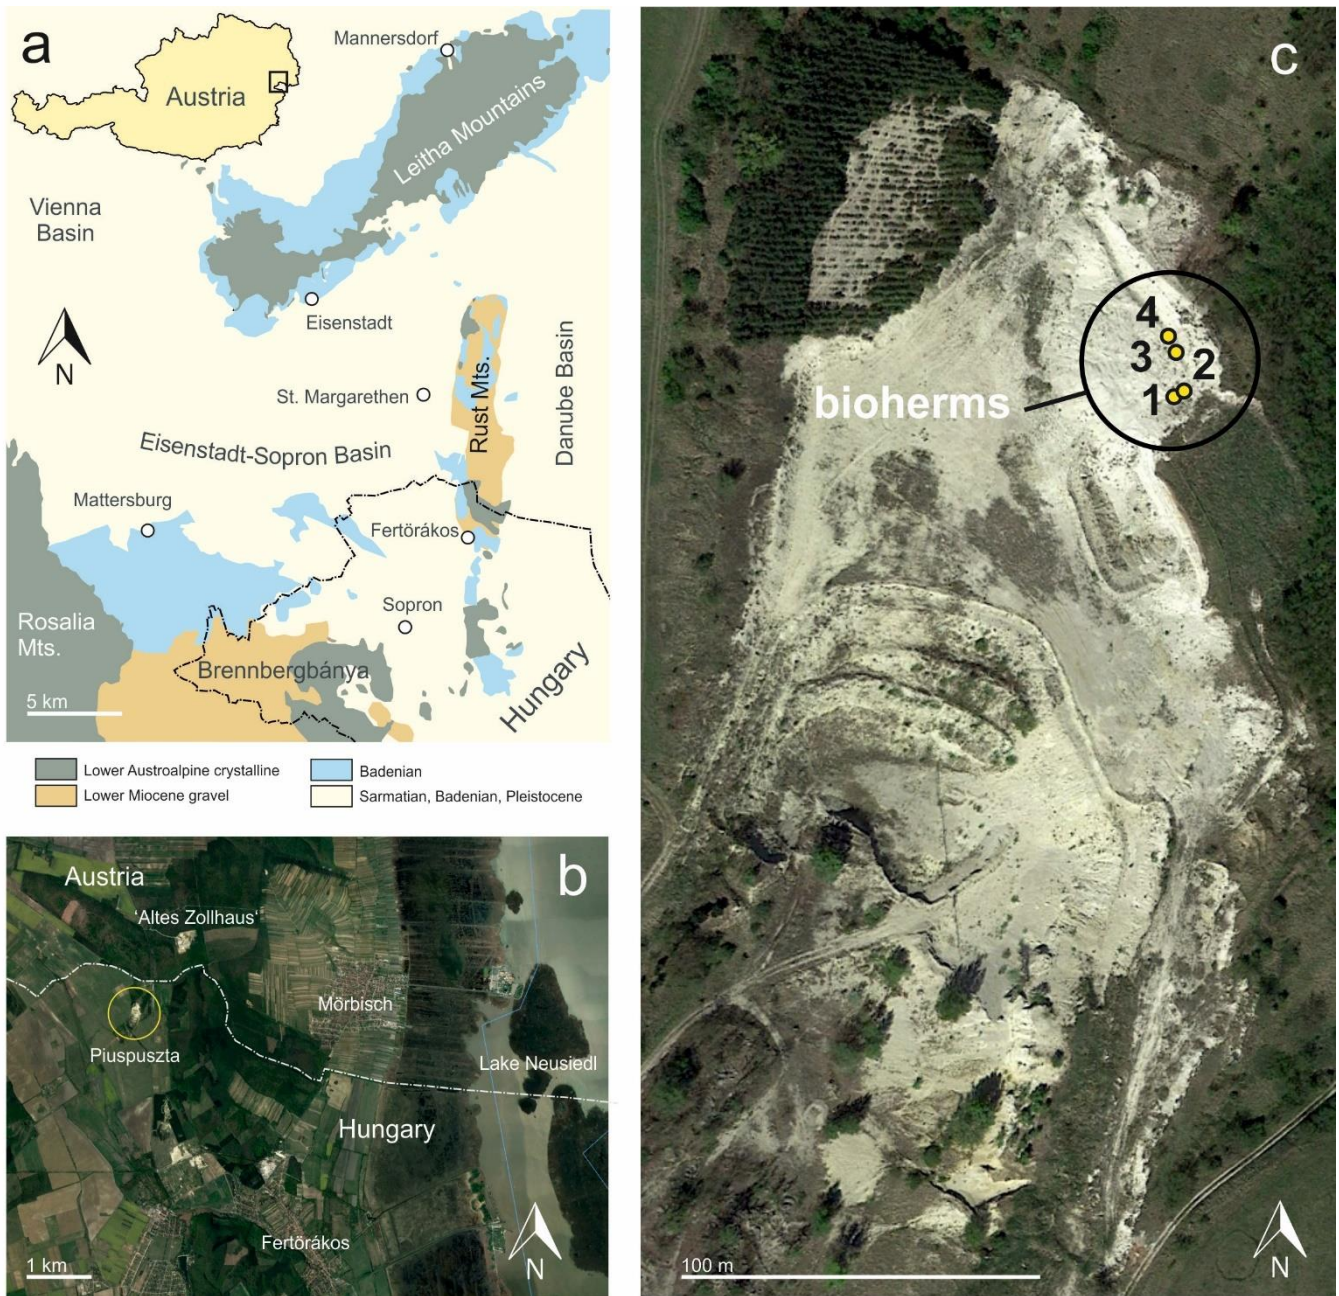 a
Austria
Mannersdorf
Leitha Mountains
Vienna
Basin
Eisenstadt
N
St. Margarethen
Rust Mts.
Danube Basin
Eisenstadt-Sopron Basin
Mattersburg
Fertörákos
Sopron
Rosalia
Mts.
Brennbergbánya
Hungary
5 km
Lower Austroalpine crystalline
Lower Miocene gravel
Badenian
Sarmatian, Badenian, Pleistocene
b
Austria
'Altes Zollhaus'
Mörbisch
Piuspuszta
Lake Neusiedl
Hungary
Fertörákos
1 km
N
c
4
3
2
1
bioherms
100 m
N